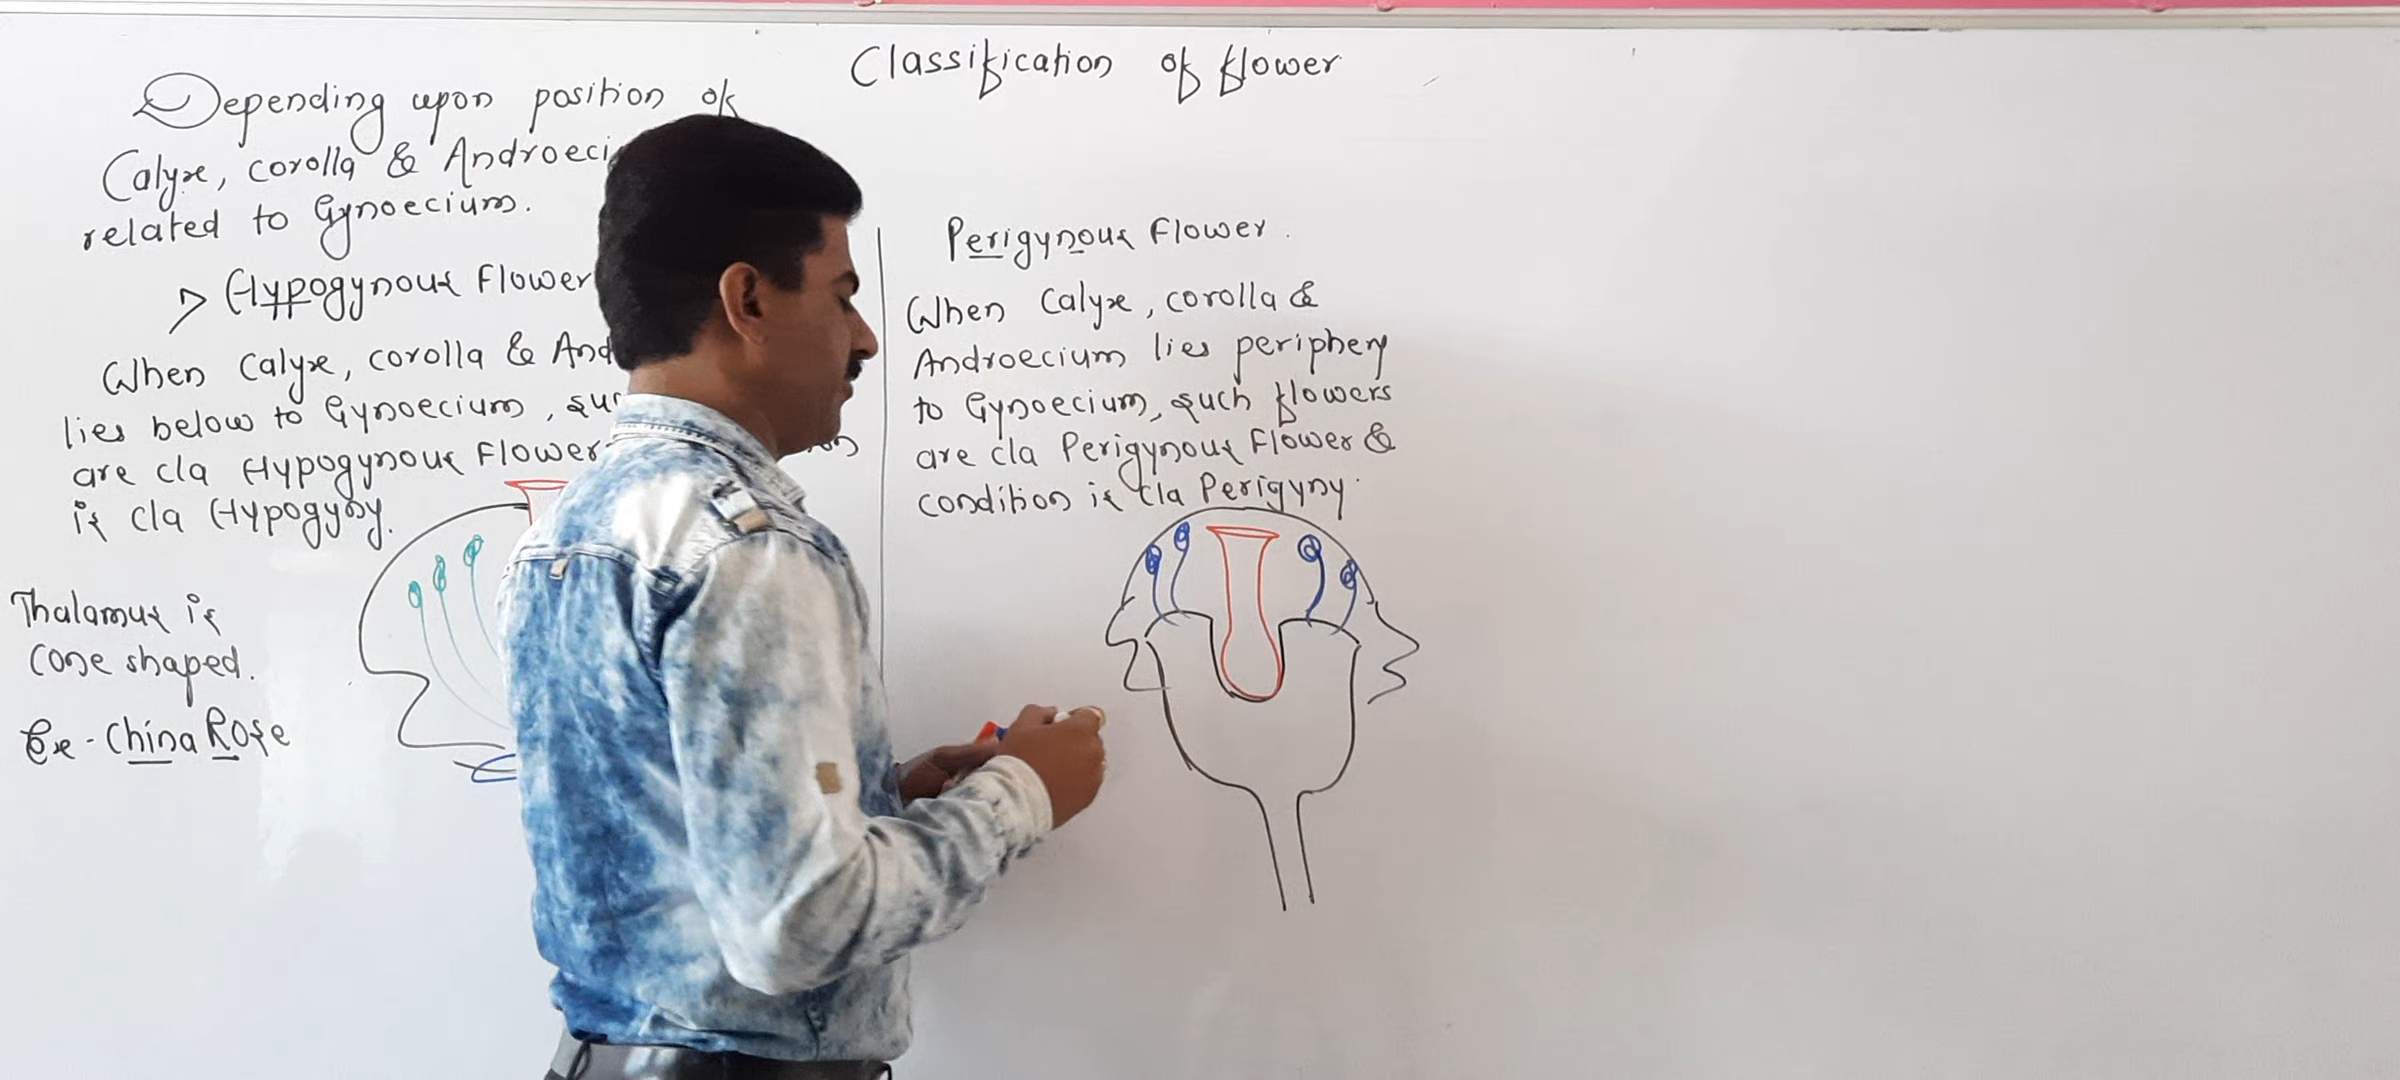 Classification of flower
Depending upon position of
Calyx, corolla & Androeci
related to Gynoecium.
> Hypogynous Flower
When Calyx, corolla & And
lies below to Gynoecium, suc
are cla Hypogynous Flower
is cla Hypogyny.
Thalamus is
Cone shaped.
Ex - China Rose
Perigynous Flower.
When Calyx, corolla &
Androecium lies periphery
to Gynoecium, such flowers
are cla Perigynous Flower &
condition is cla Perigyny.